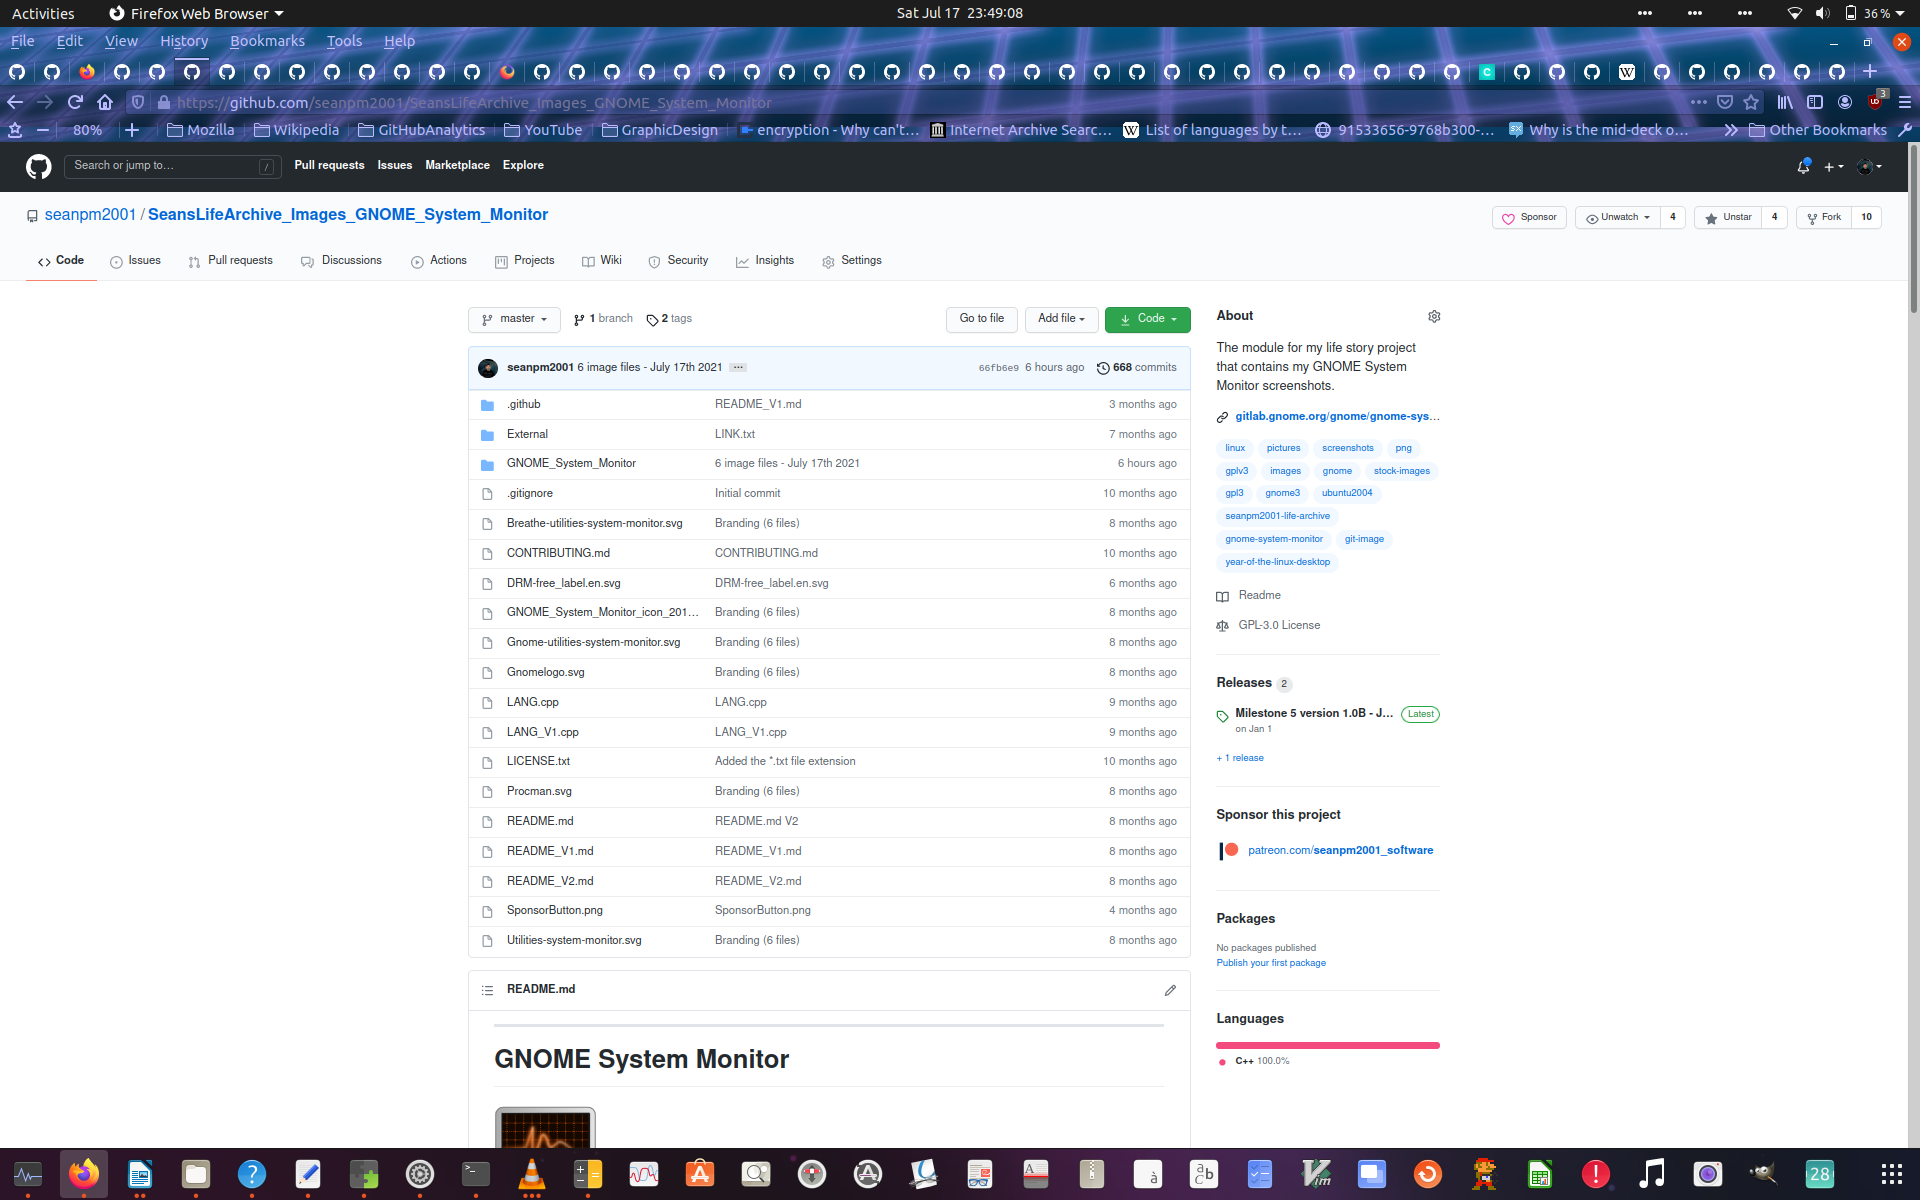 Activities Firefox Web Browser Sat Jul 17 23:49:08 36 %
File Edit View History Bookmarks Tools Help
https://github.com/seanpm2001/SeansLifeArchive_Images_GNOME_System_Monitor 3
80% Mozilla Wikipedia GitHubAnalytics YouTube GraphicDesign encryption - Why can't... Internet Archive Searc... List of languages by t... 91533656-9768b300-... Why is the mid-deck o... Other Bookmarks
Search or jump to... / Pull requests Issues Marketplace Explore
seanpm2001 / SeansLifeArchive_Images_GNOME_System_Monitor Sponsor Unwatch 4 Unstar 4 Fork 10
Code Issues Pull requests Discussions Actions Projects Wiki Security Insights Settings
master 1 branch 2 tags Go to file Add file Code
seanpm2001 6 image files - July 17th 2021 ... 66fb6e9 6 hours ago 668 commits
.github README_V1.md 3 months ago
External LINK.txt 7 months ago
GNOME_System_Monitor 6 image files - July 17th 2021 6 hours ago
.gitignore Initial commit 10 months ago
Breathe-utilities-system-monitor.svg Branding (6 files) 8 months ago
CONTRIBUTING.md CONTRIBUTING.md 10 months ago
DRM-free_label.en.svg DRM-free_label.en.svg 6 months ago
GNOME_System_Monitor_icon_201... Branding (6 files) 8 months ago
Gnome-utilities-system-monitor.svg Branding (6 files) 8 months ago
Gnomelogo.svg Branding (6 files) 8 months ago
LANG.cpp LANG.cpp 9 months ago
LANG_V1.cpp LANG_V1.cpp 9 months ago
LICENSE.txt Added the *.txt file extension 10 months ago
Procman.svg Branding (6 files) 8 months ago
README.md README.md V2 8 months ago
README_V1.md README_V1.md 8 months ago
README_V2.md README_V2.md 8 months ago
SponsorButton.png SponsorButton.png 4 months ago
Utilities-system-monitor.svg Branding (6 files) 8 months ago
README.md
GNOME System Monitor
About
The module for my life story project
that contains my GNOME System
Monitor screenshots.
gitlab.gnome.org/gnome/gnome-sys...
linux pictures screenshots png
gplv3 images gnome stock-images
gpl3 gnome3 ubuntu2004
seanpm2001-life-archive
gnome-system-monitor git-image
year-of-the-linux-desktop
Readme
GPL-3.0 License
Releases 2
Milestone 5 version 1.0B - J... Latest
on Jan 1
+ 1 release
Sponsor this project
patreon.com/seanpm2001_software
Packages
No packages published
Publish your first package
Languages
C++ 100.0%
28